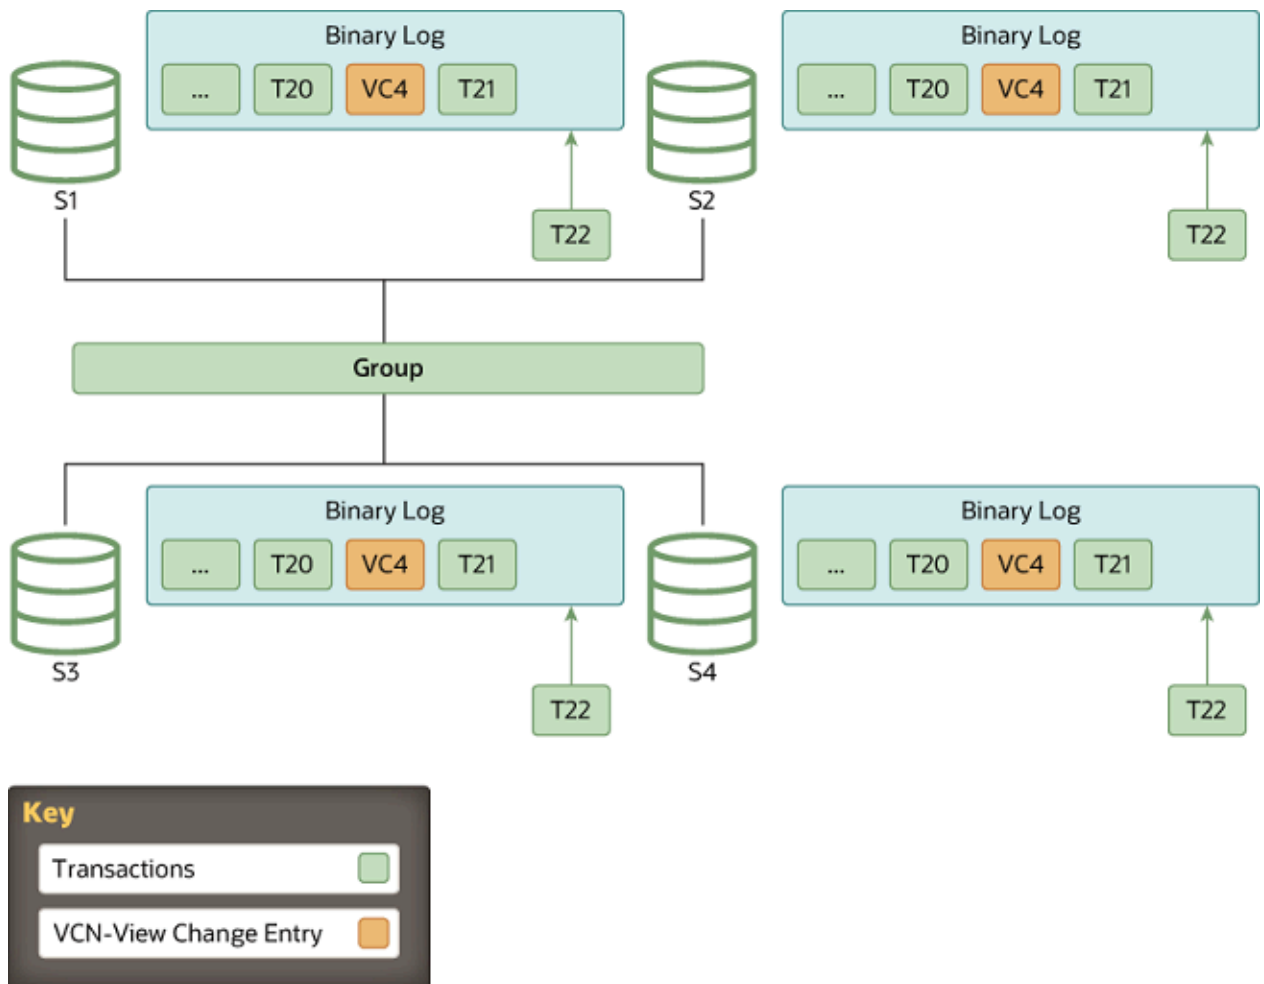 Binary Log
... T20 VC4 T21
S1
T22
Binary Log
... T20 VC4 T21
S2
T22
Group
Binary Log
... T20 VC4 T21
S3
T22
Binary Log
... T20 VC4 T21
S4
T22
Key
Transactions
VCN-View Change Entry